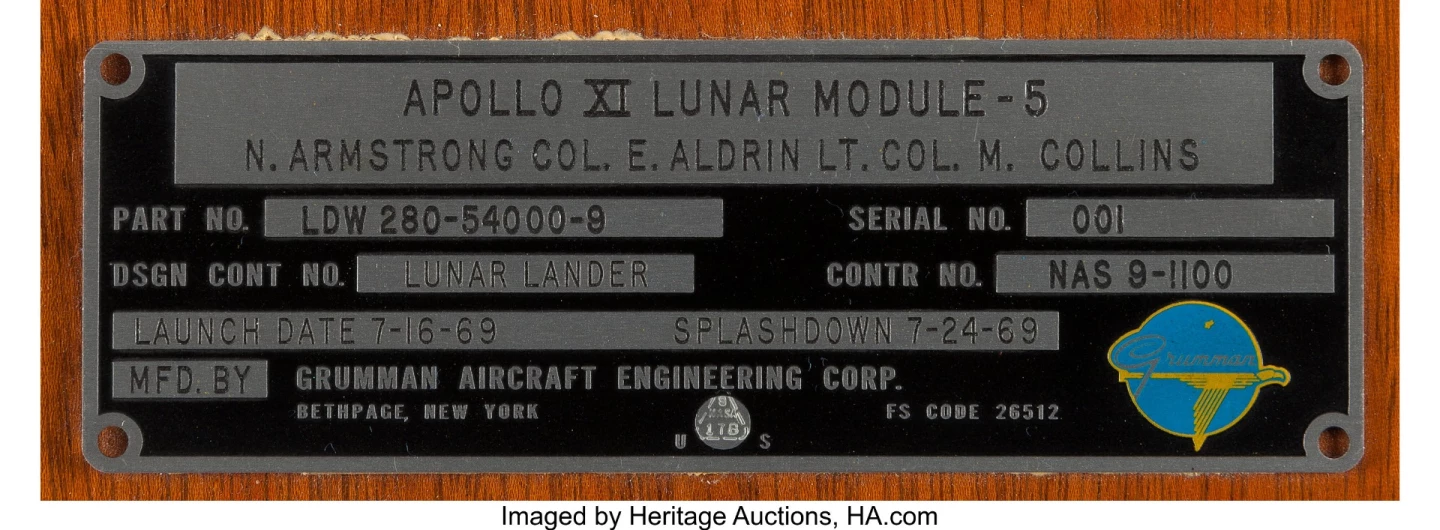 APOLLO XI LUNAR MODULE-5
N. ARMSTRONG COL. E. ALDRIN LT. COL. M. COLLINS
PART NO. LDW 280-54000-9 SERIAL NO. 001
DSGN CONT NO. LUNAR LANDER CONTR NO. NAS 9-1100
LAUNCH DATE 7-16-69 SPLASHDOWN 7-24-69
Grumman
MFD. BY GRUMMAN AIRCRAFT ENGINEERING CORP.
BETHPAGE, NEW YORK FS CODE 26512
S
NASA
178
U S
Imaged by Heritage Auctions, HA.com